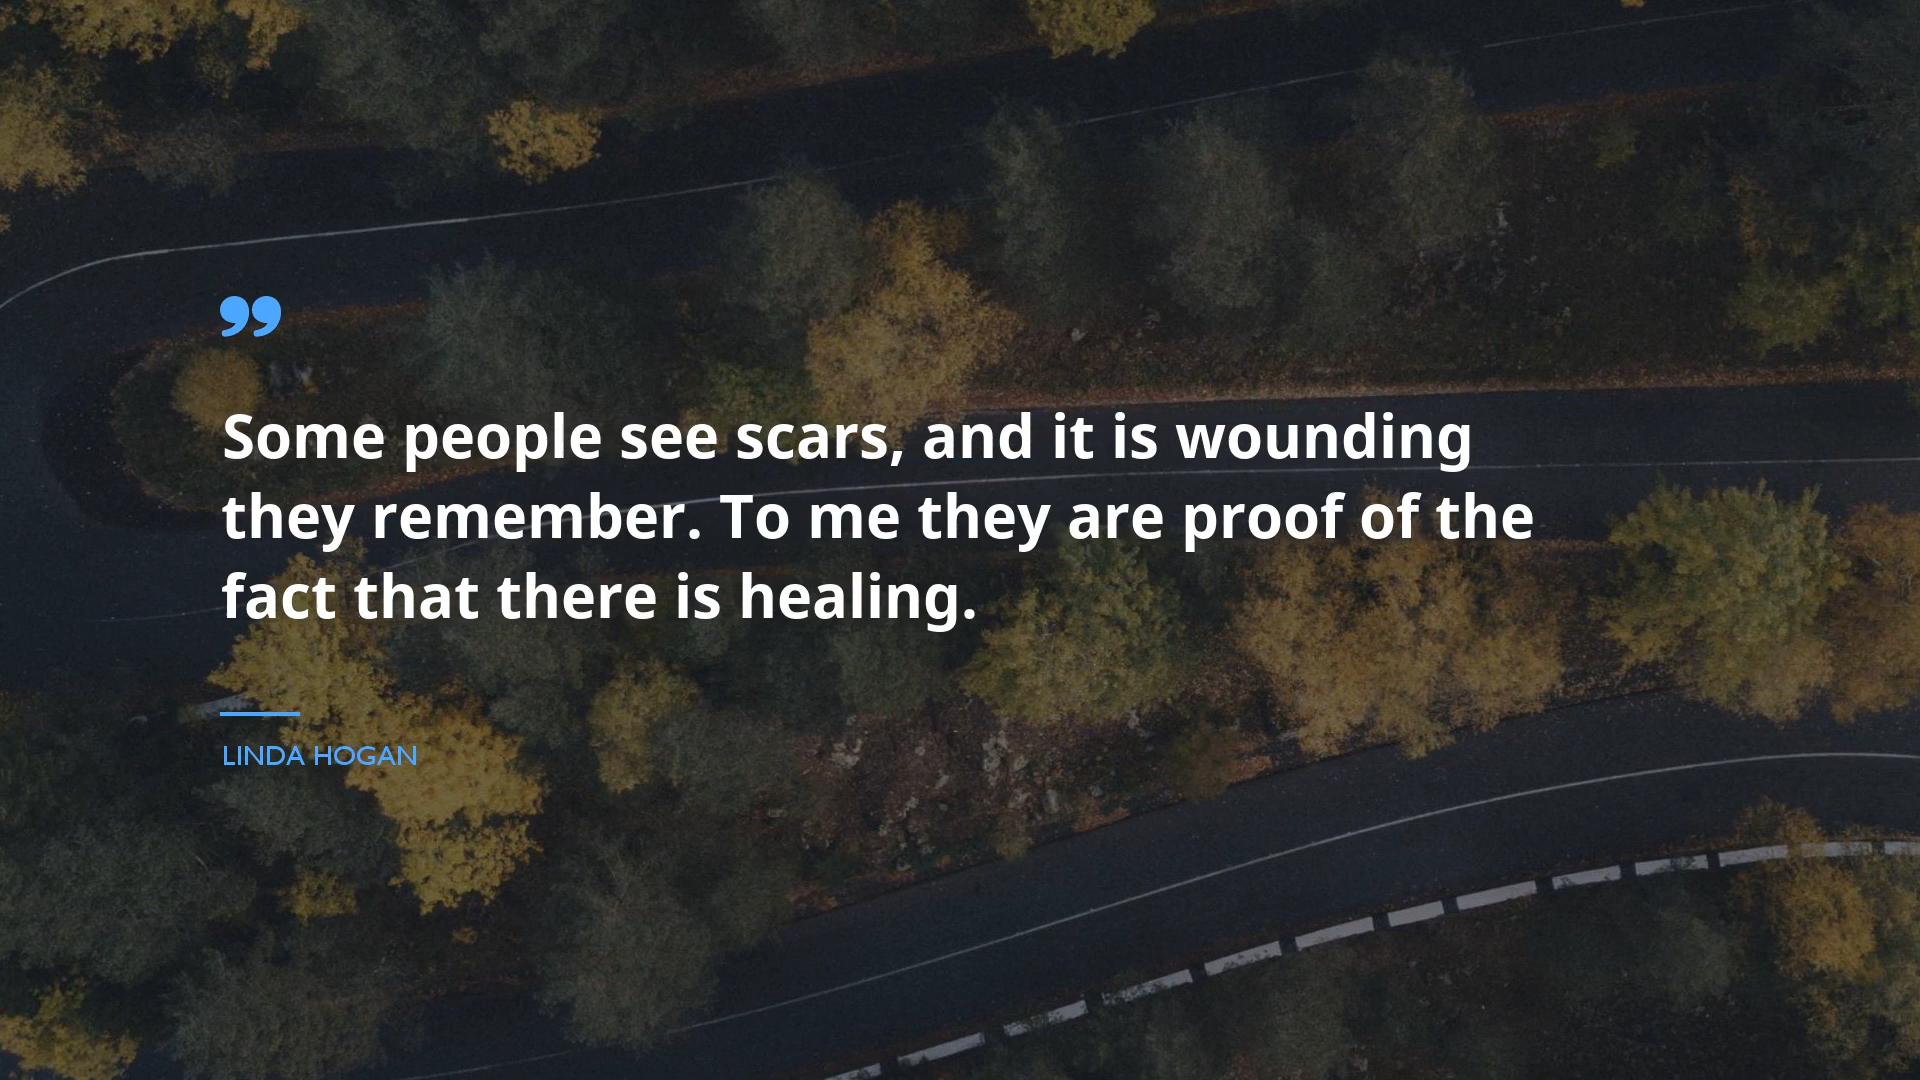 ”
Some people see scars, and it is wounding
they remember. To me they are proof of the
fact that there is healing.
LINDA HOGAN